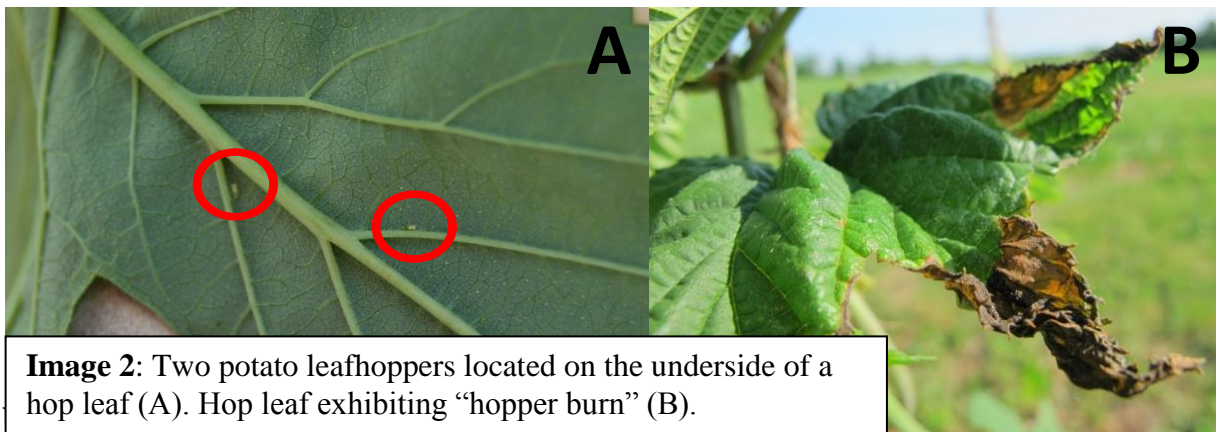 A
B
Image 2: Two potato leafhoppers located on the underside of a
hop leaf (A). Hop leaf exhibiting “hopper burn” (B).